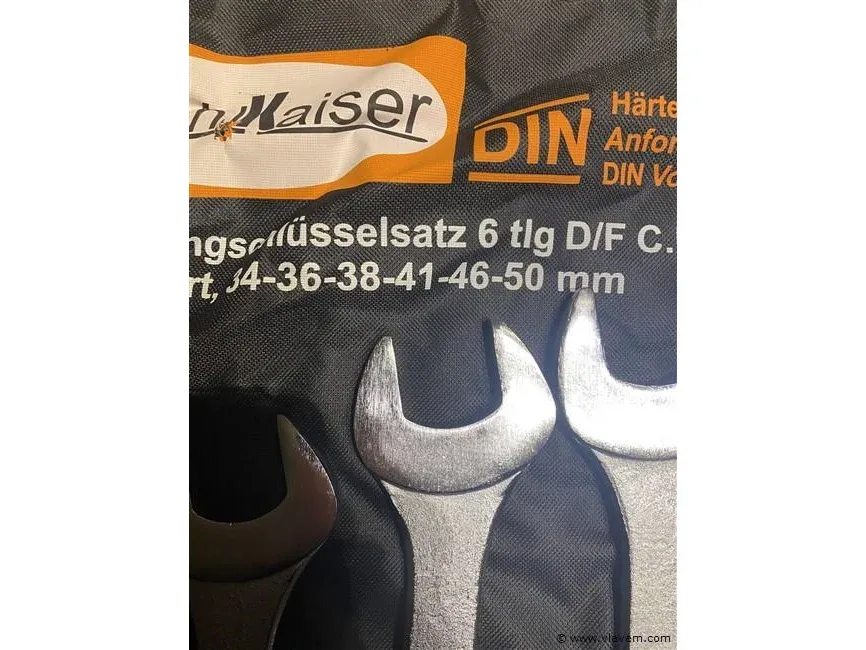 Kaiser
DIN
Härte
Anfor
DIN Vo
ngschlüsselsatz 6 tlg D/F C.
rt, 34-36-38-41-46-50 mm
© www.vlavem.com